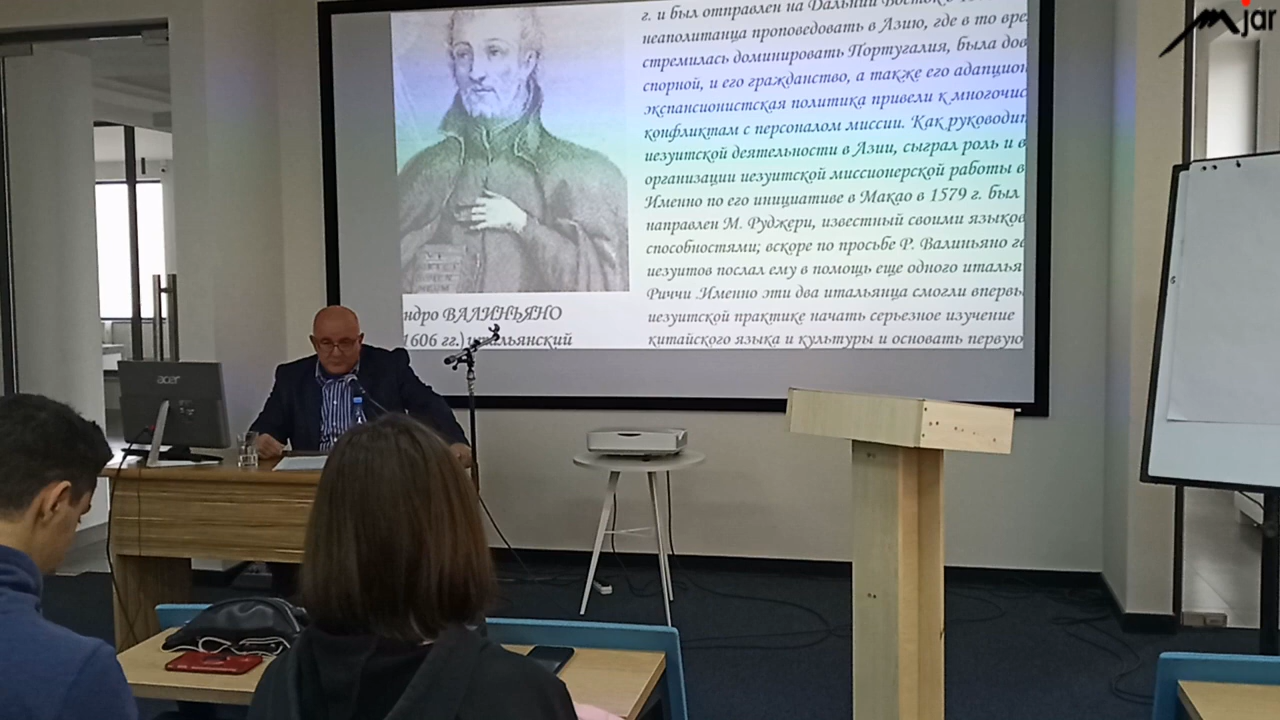 mjar
г. и был отправлен на Дальний Восток в
неаполитанца проповедовать в Азию, где в то вре
стремилась доминировать Португалия, была дов
спорной, и его гражданство, а также его адапцион
экспансионистская политика привели к многочис
конфликтам с персоналом миссии. Как руководит
иезуитской деятельности в Азии, сыграл роль и в
организации иезуитской миссионерской работы в
Именно по его инициативе в Макао в 1579 г. был
направлен М. Руджери, известный своими языков
способностями; вскоре по просьбе Р. Валиньяно ге
иезуитов послал ему в помощь еще одного италья
Риччи .Именно эти два итальянца смогли впервы
иезуитской практике начать серьезное изучение
китайского языка и культуры и основать первую
ндро ВАЛИНЬЯНО
1606 гг.) итальянский
acer